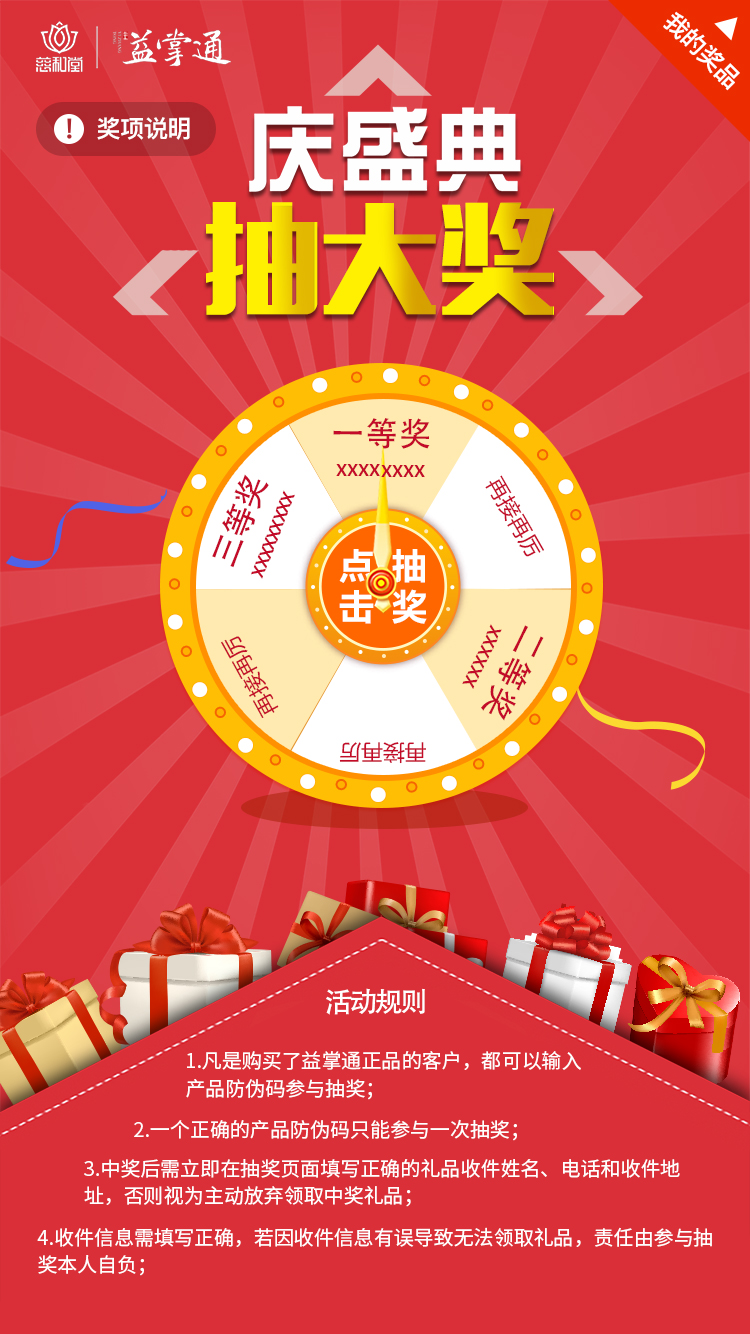 慈和堂
益掌通
我的奖品
奖项说明
庆盛典
抽大奖
一等奖
XXXXXXXX
再接再厉
二等奖
XXXXXX
再接再厉
再接再厉
三等奖
XXXXXXXXX
点抽
击奖
活动规则
1.凡是购买了益掌通正品的客户，都可以输入
产品防伪码参与抽奖；
2.一个正确的产品防伪码只能参与一次抽奖；
3.中奖后需立即在抽奖页面填写正确的礼品收件姓名、电话和收件地
址，否则视为主动放弃领取中奖礼品；
4.收件信息需填写正确，若因收件信息有误导致无法领取礼品，责任由参与抽
奖本人自负；